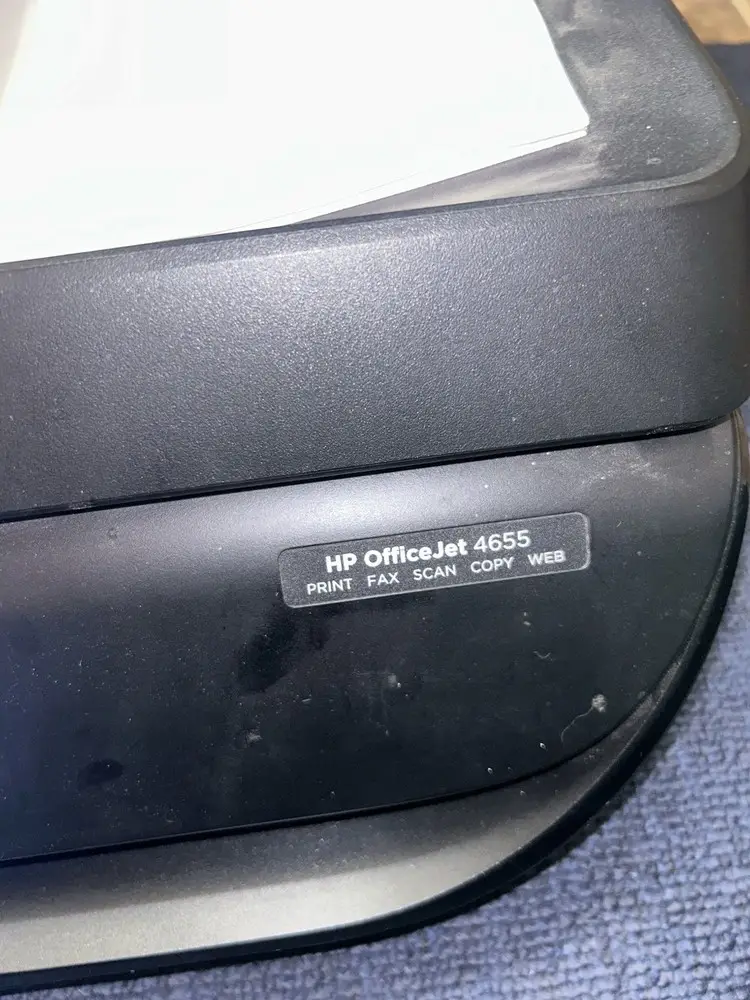 HP OfficeJet 4655
PRINT FAX SCAN COPY WEB